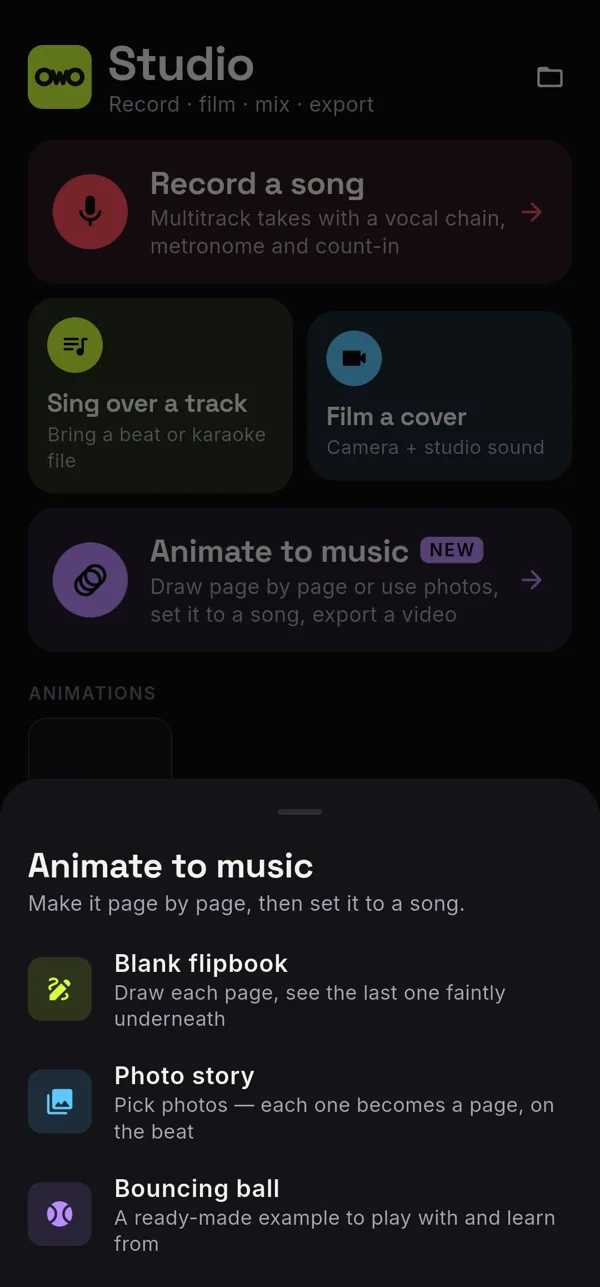 OWO
Studio
Record · film · mix · export
Record a song
Multitrack takes with a vocal chain,
metronome and count-in
Sing over a track
Bring a beat or karaoke
file
Film a cover
Camera + studio sound
Animate to music NEW
Draw page by page or use photos,
set it to a song, export a video
ANIMATIONS
Animate to music
Make it page by page, then set it to a song.
Blank flipbook
Draw each page, see the last one faintly
underneath
Photo story
Pick photos — each one becomes a page, on
the beat
Bouncing ball
A ready-made example to play with and learn
from